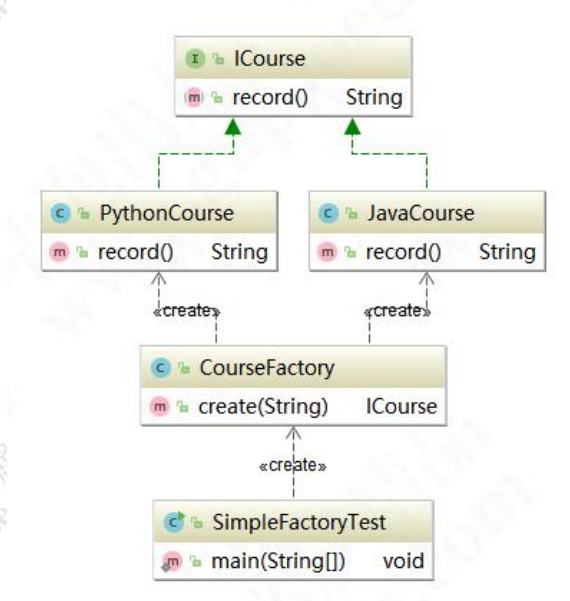 ICourse
record() String
PythonCourse
record() String
JavaCourse
record() String
«create»
«create»
CourseFactory
create(String) ICourse
«create»
SimpleFactoryTest
main(String[]) void